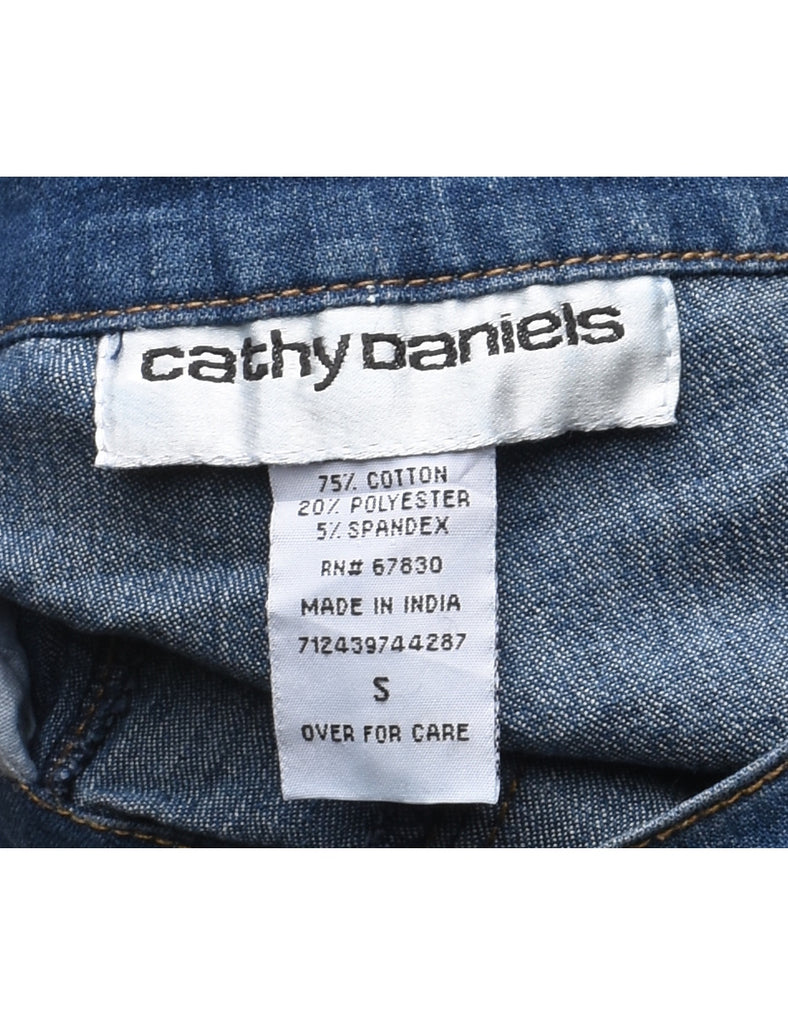 cathy Daniels
75% COTTON
20% POLYESTER
5% SPANDEX
RN# 67830
MADE IN INDIA
712439744287
S
OVER FOR CARE